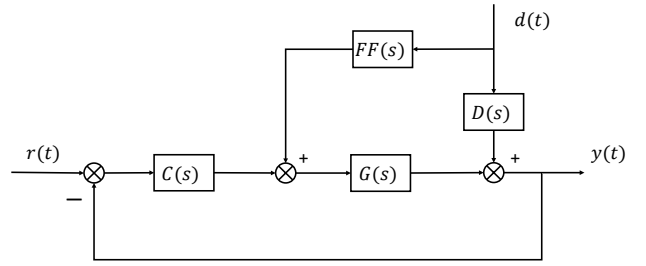 d(t)
FF(s)
D(s)
r(t)
+
+
y(t)
C(s)
G(s)
−